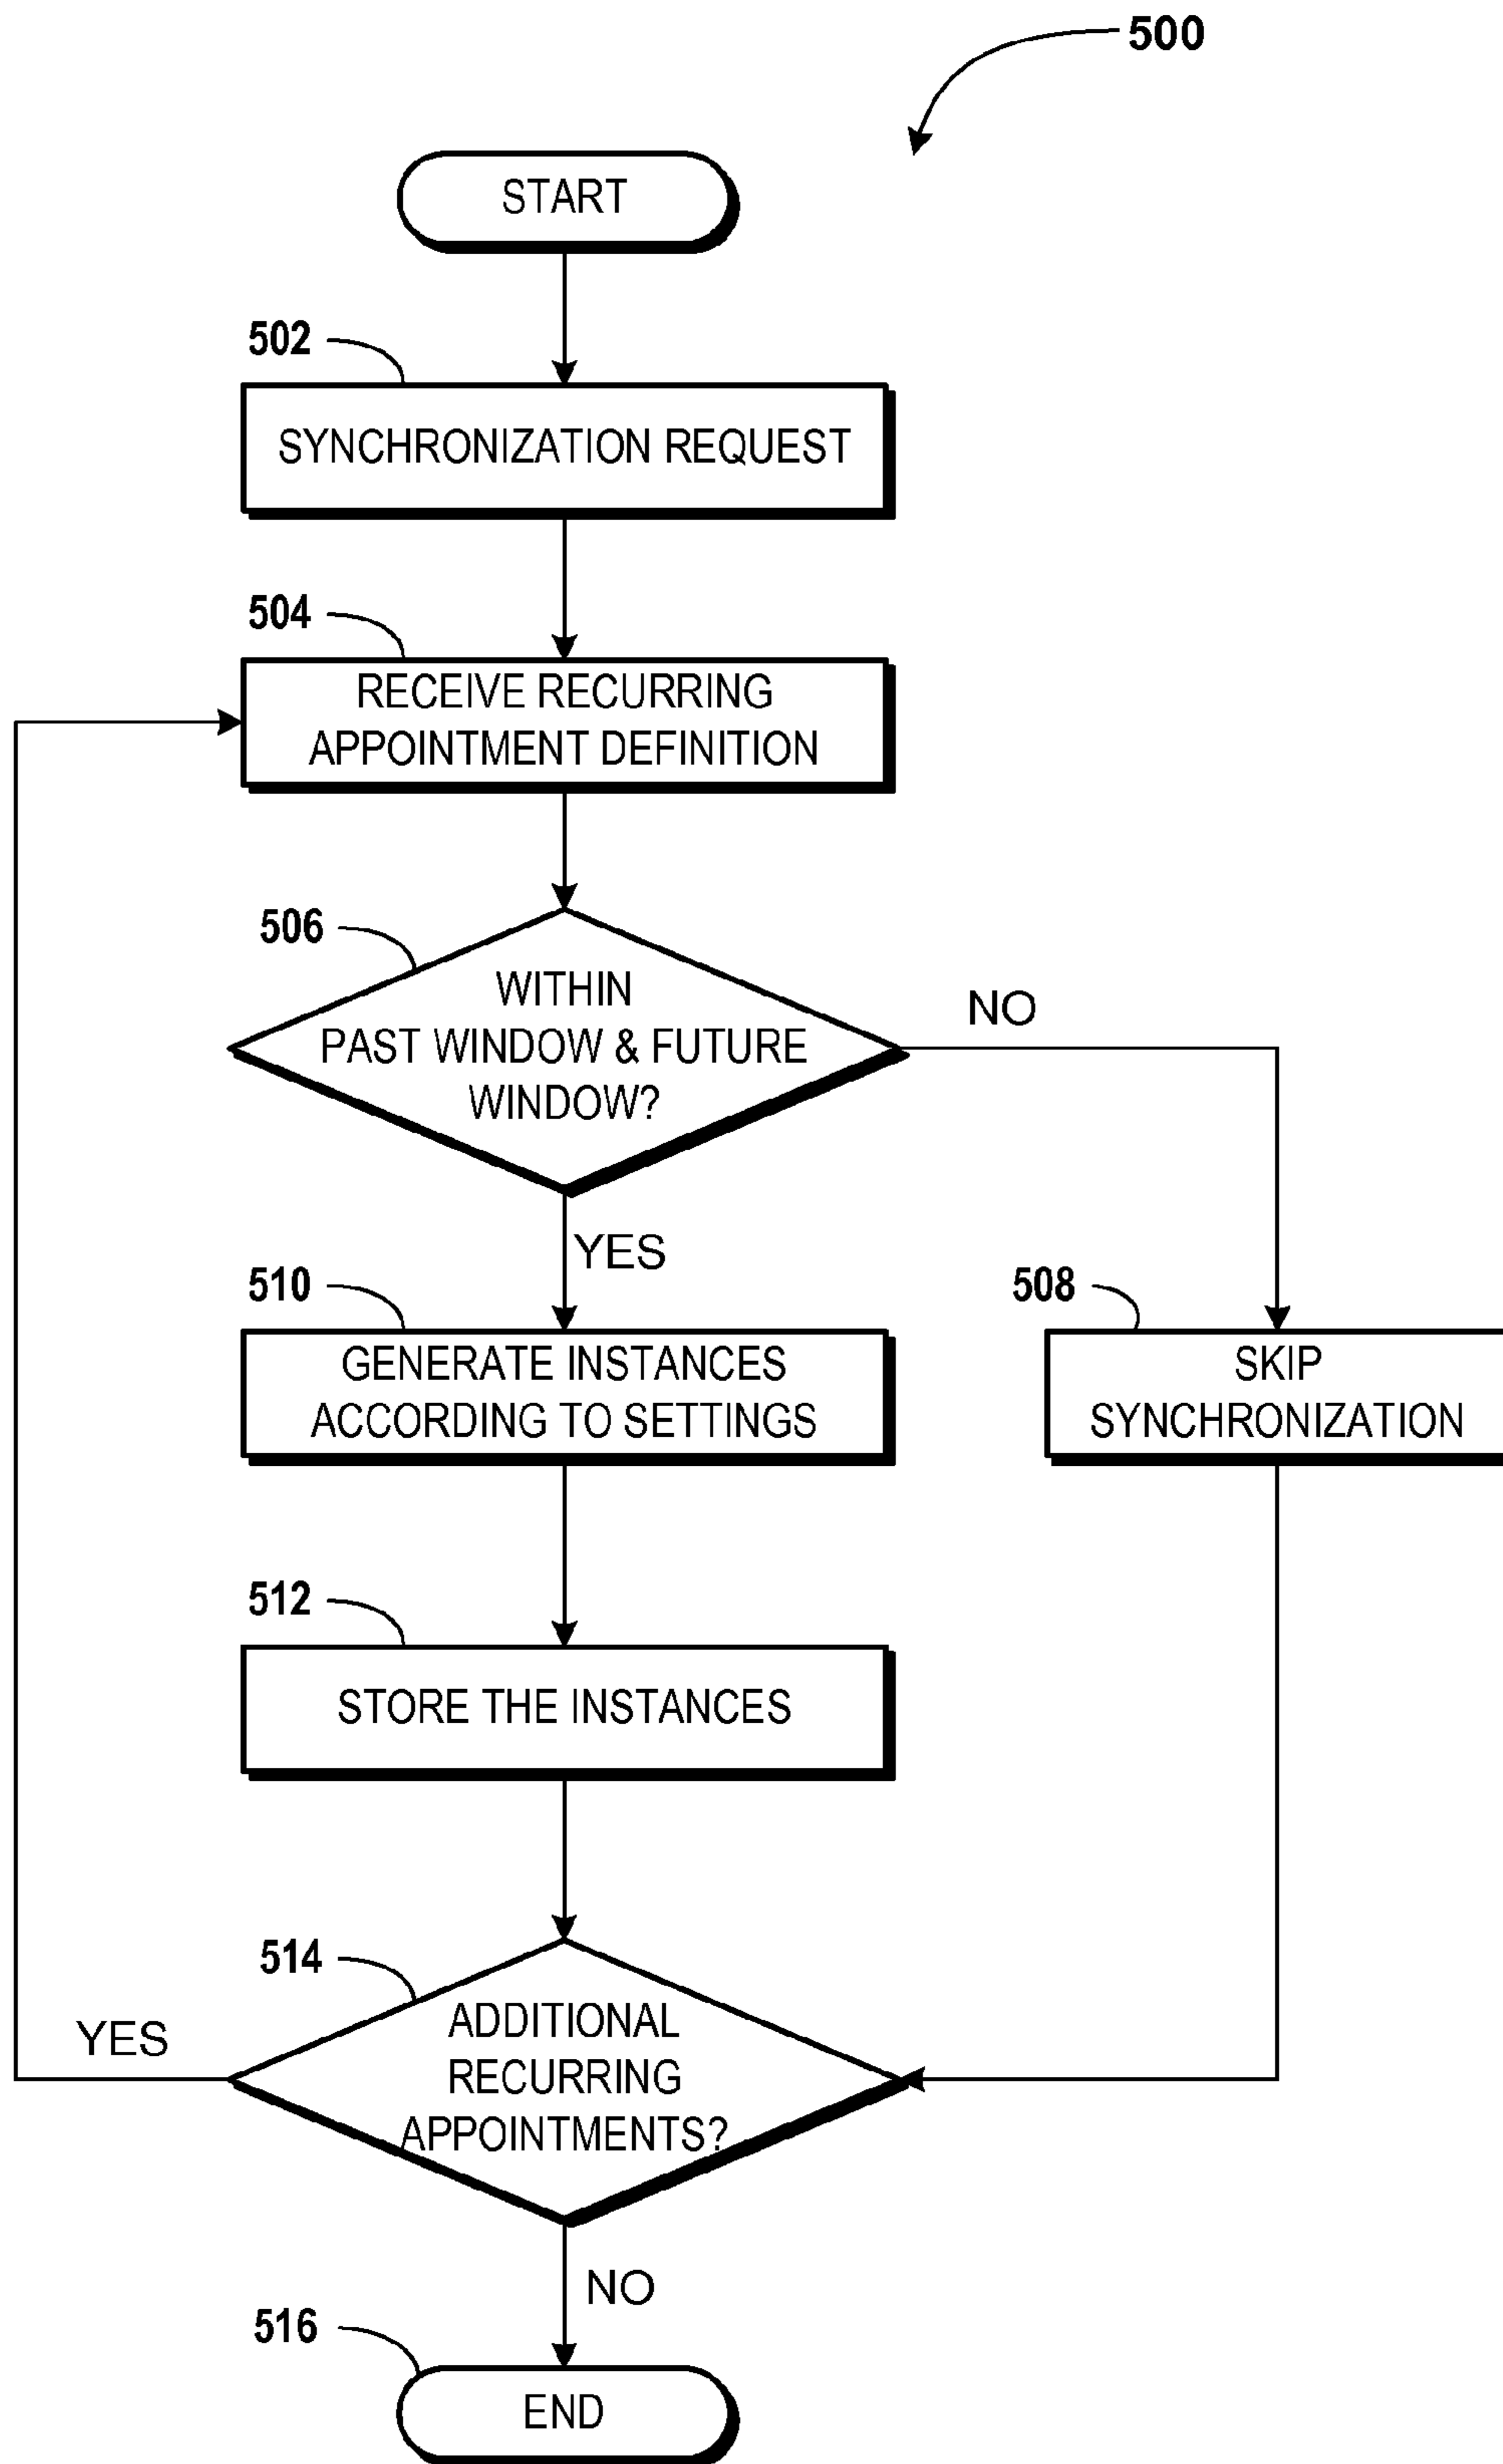 500
START
502
SYNCHRONIZATION REQUEST
504
RECEIVE RECURRING
APPOINTMENT DEFINITION
506
WITHIN
PAST WINDOW & FUTURE
WINDOW?
NO
YES
510
GENERATE INSTANCES
ACCORDING TO SETTINGS
508
SKIP
SYNCHRONIZATION
512
STORE THE INSTANCES
514
YES
ADDITIONAL
RECURRING
APPOINTMENTS?
NO
516
END